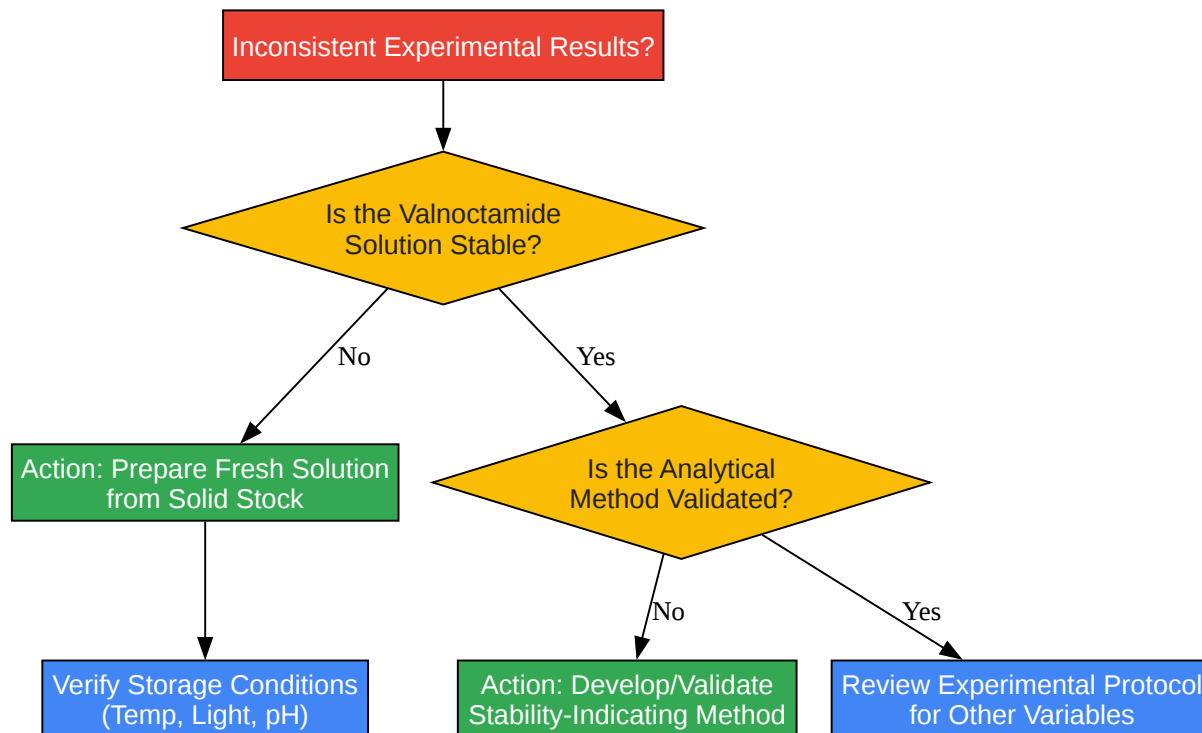 Inconsistent Experimental Results?
Is the Valnoctamide
Solution Stable?
No
Yes
Action: Prepare Fresh Solution
from Solid Stock
Is the Analytical
Method Validated?
No
Yes
Verify Storage Conditions
(Temp, Light, pH)
Action: Develop/Validate
Stability-Indicating Method
Review Experimental Protocol
for Other Variables